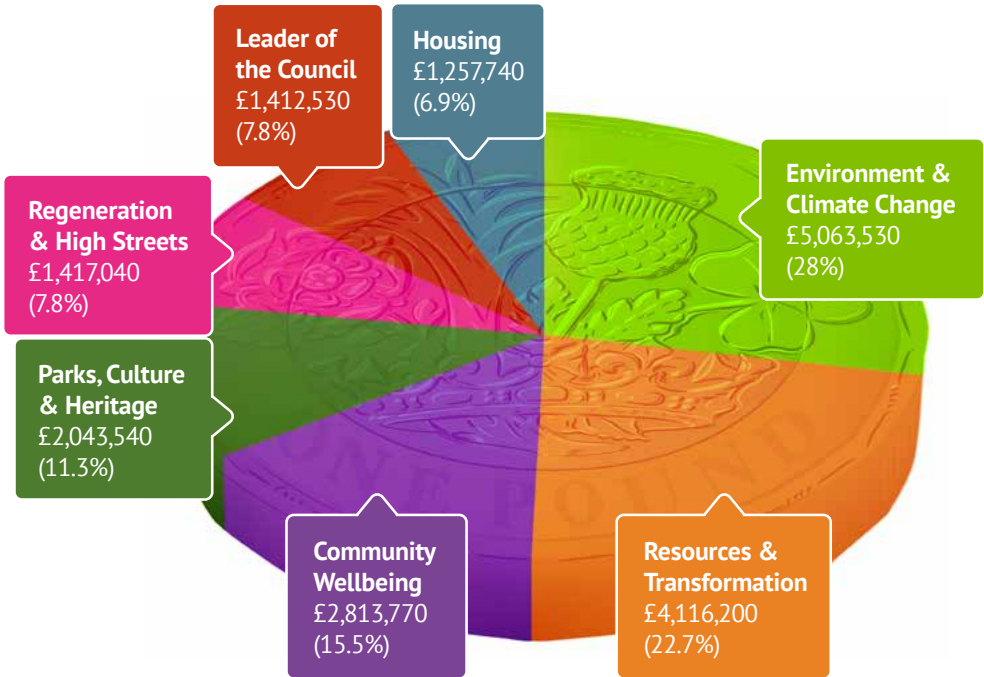 Leader of
the Council
£1,412,530
(7.8%)
Housing
£1,257,740
(6.9%)
Environment &
Climate Change
£5,063,530
(28%)
Regeneration
& High Streets
£1,417,040
(7.8%)
Parks, Culture
& Heritage
£2,043,540
(11.3%)
Community
Wellbeing
£2,813,770
(15.5%)
Resources &
Transformation
£4,116,200
(22.7%)
ONE POUND